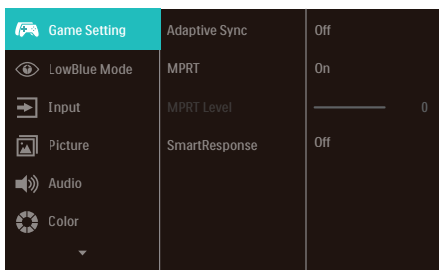 Game Setting
Adaptive Sync
Off
LowBlue Mode
MPRT
On
Input
MPRT Level
0
Picture
SmartResponse
Off
Audio
Color